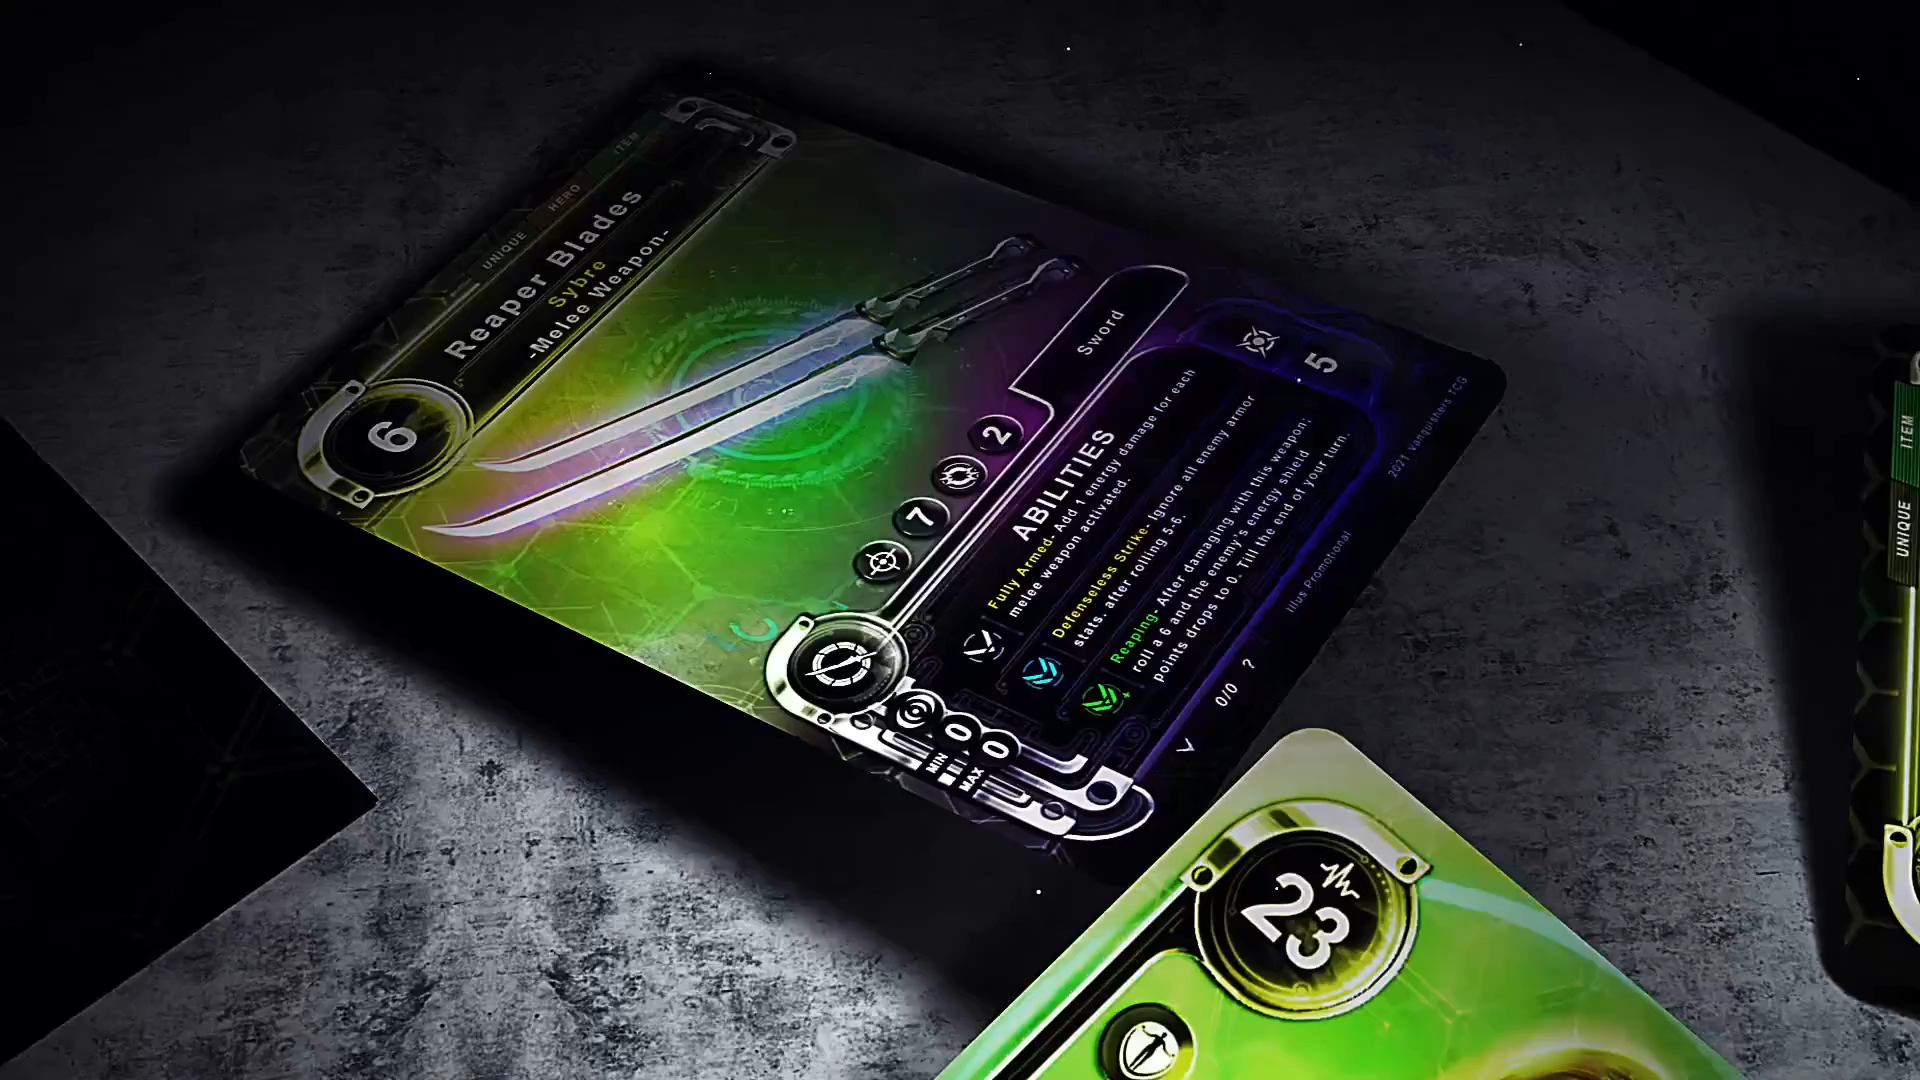 UNIQUE HERO ITEM
Reaper Blades
Sybre
-Melee Weapon-
6
Sword
7
2
5
ABILITIES
Fully Armed- Add 1 energy damage for each
melee weapon activated.
Defenseless Strike- Ignore all enemy armor
stats. after rolling 5-6.
Reaping- After damaging with this weapon;
roll a 6 and the enemy's energy shield
points drops to 0. Till the end of your turn.
0
0
MIN
MAX
V 0/0 ?
Illus Promotional
2021 Vanquishers TCG
23
UNIQUE
ITEM